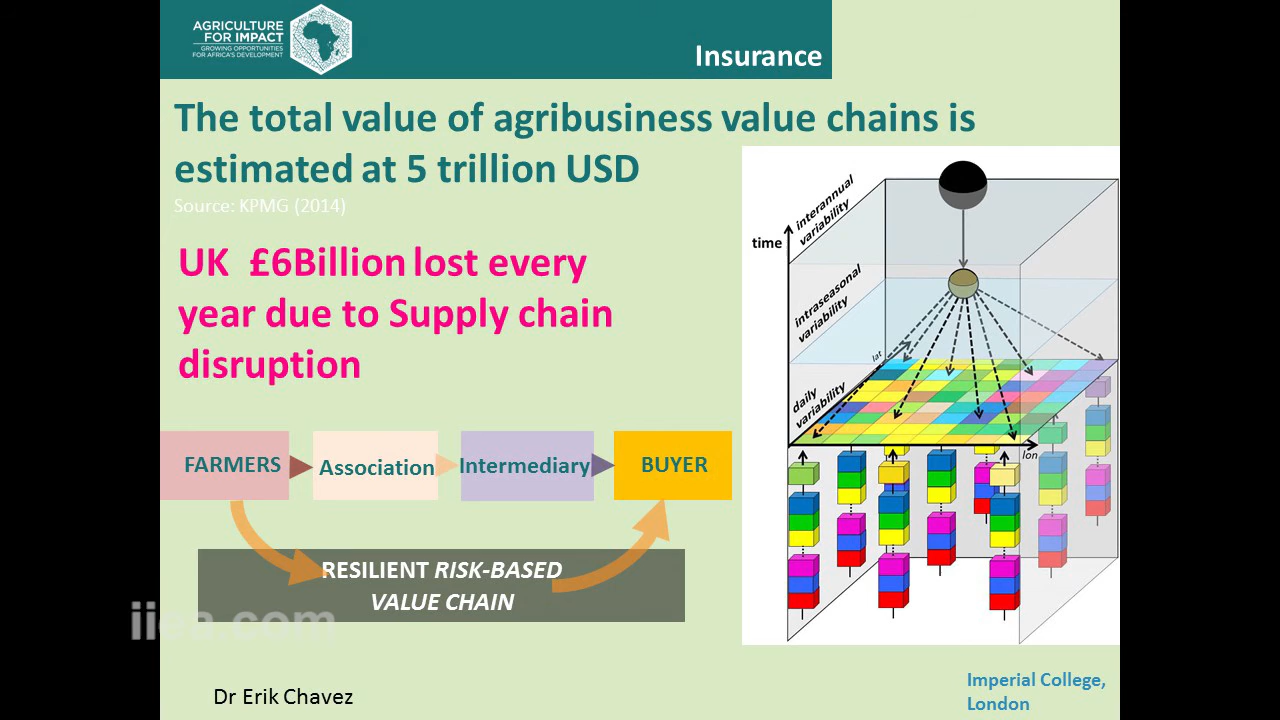 AGRICULTURE
FOR IMPACT
GROWING OPPORTUNITIES
FOR AFRICA'S DEVELOPMENT
Insurance
The total value of agribusiness value chains is
estimated at 5 trillion USD
Source: KPMG (2014)
UK £6Billion lost every
year due to Supply chain
disruption
FARMERS
Association
Intermediary
BUYER
RESILIENT RISK-BASED
VALUE CHAIN
time
interannual
variability
intraseasonal
variability
daily
variability
lat
lon
iiea.com
Dr Erik Chavez
Imperial College,
London